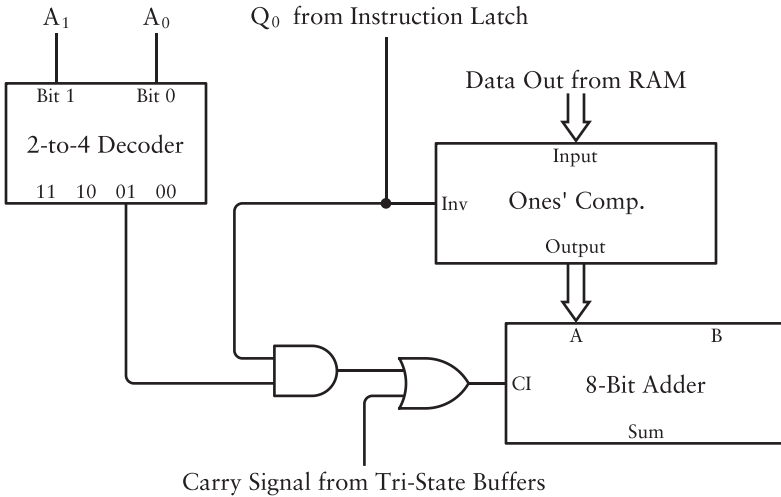 A₁
A₀
Q₀ from Instruction Latch
Bit 1
Bit 0
2-to-4 Decoder
11 10 01 00
Data Out from RAM
Input
Inv
Ones' Comp.
Output
A
B
CI
8-Bit Adder
Sum
Carry Signal from Tri-State Buffers